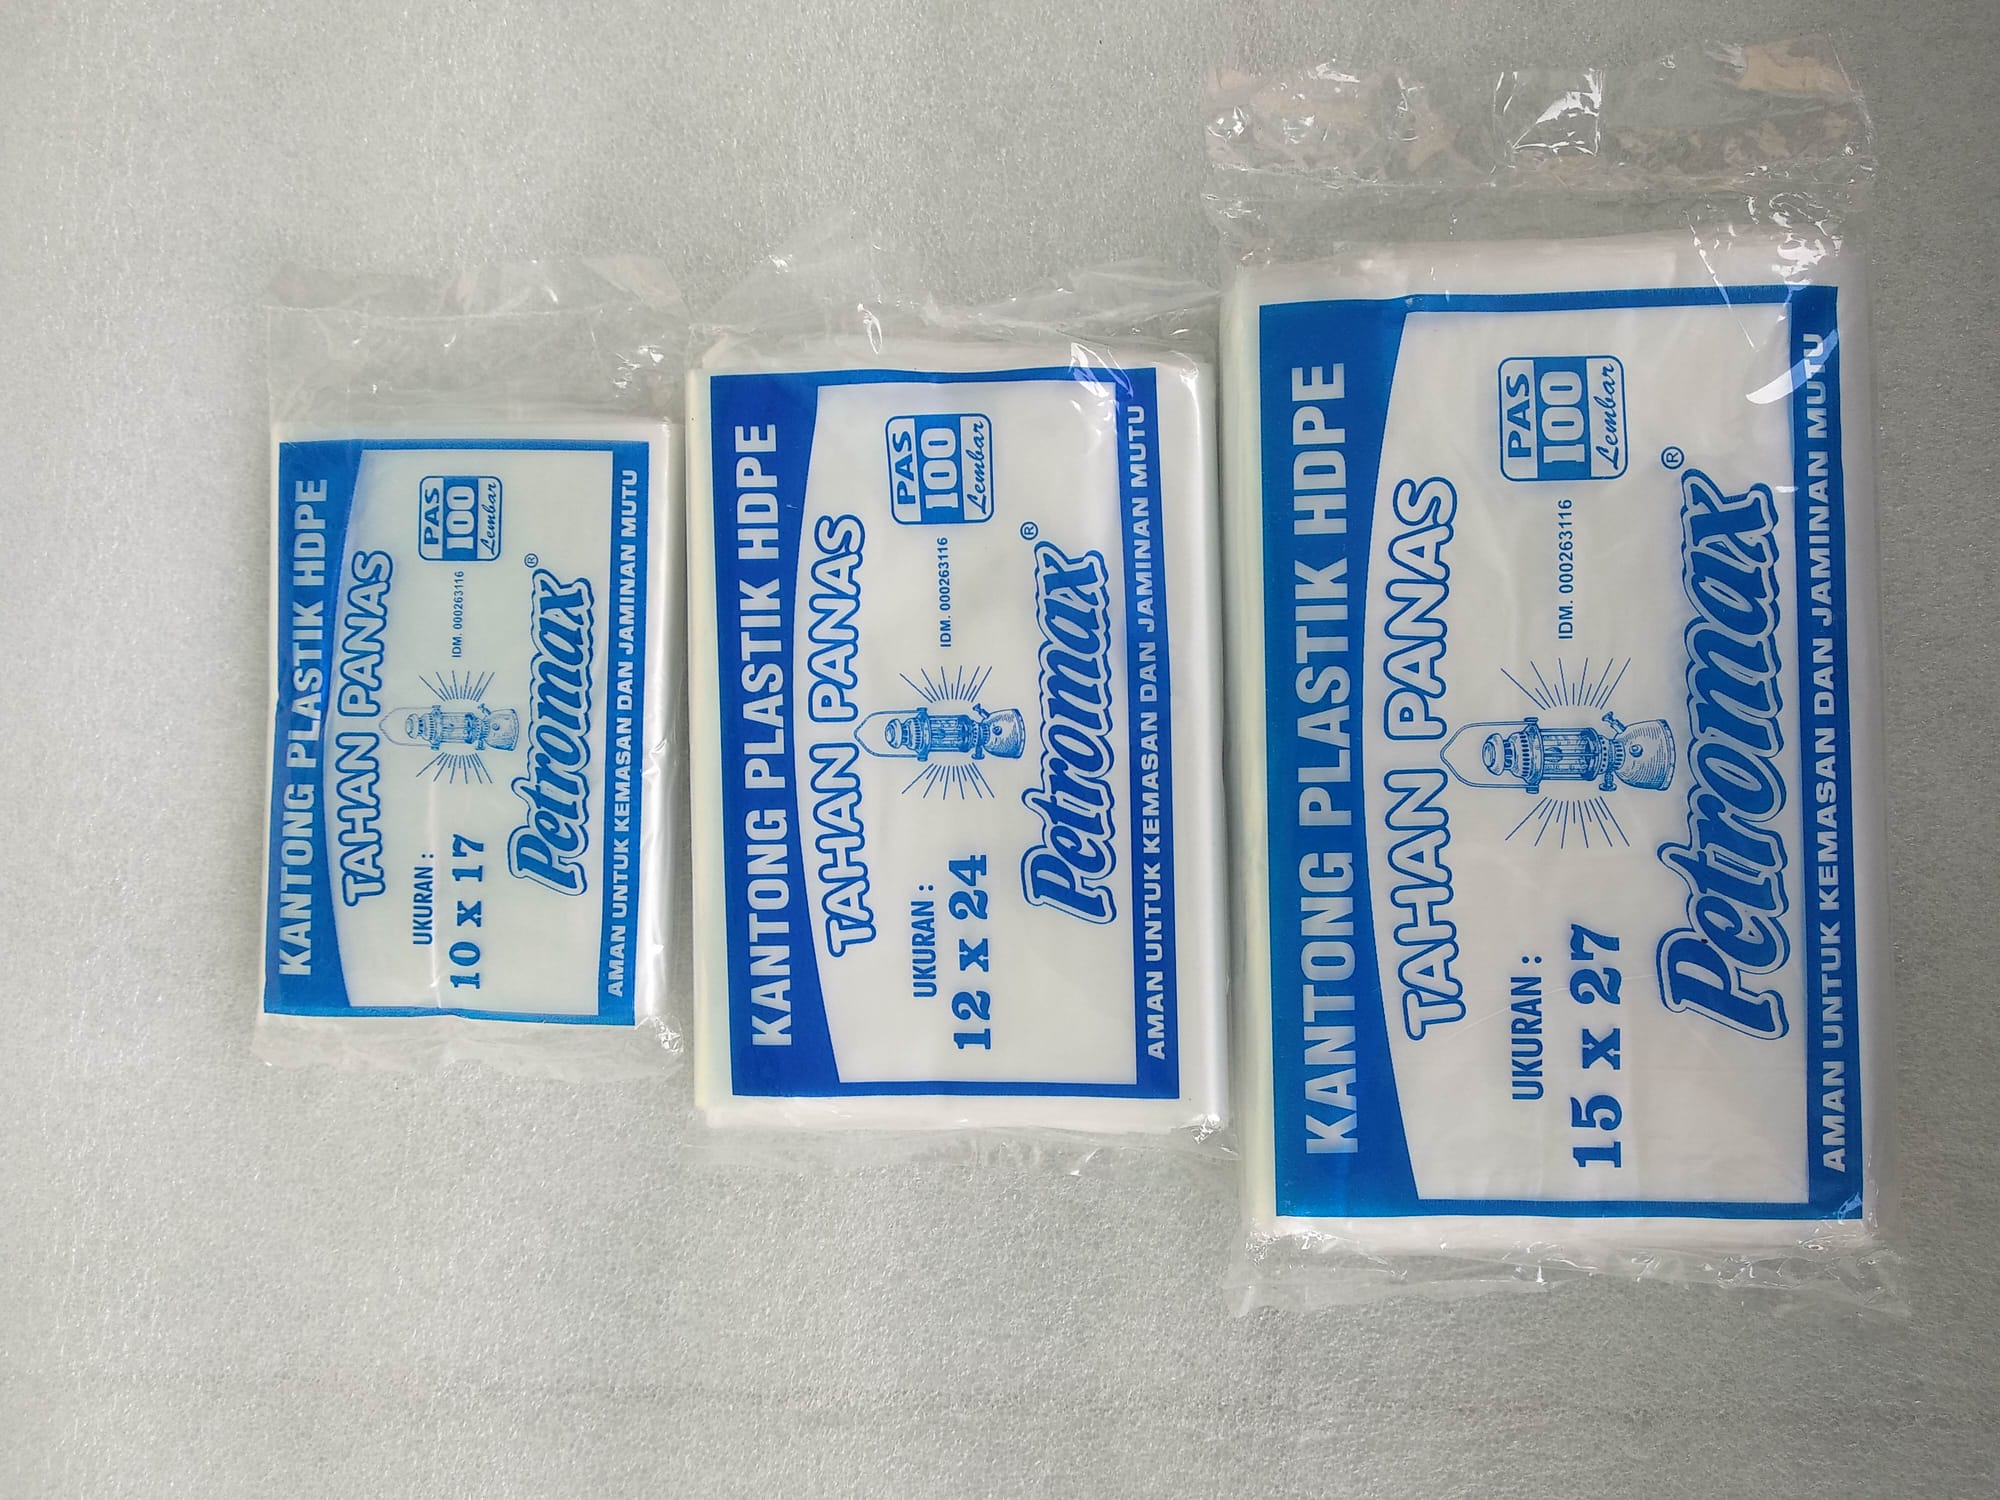 KANTONG PLASTIK HDPE
TAHAN PANAS
UKURAN :
10 x 17
IDM. 000263116
PAS
100
Lembar
Petromax ®
AMAN UNTUK KEMASAN DAN JAMINAN MUTU
KANTONG PLASTIK HDPE
TAHAN PANAS
UKURAN :
12 x 24
IDM. 000263116
PAS
100
Lembar
Petromax ®
AMAN UNTUK KEMASAN DAN JAMINAN MUTU
KANTONG PLASTIK HDPE
TAHAN PANAS
UKURAN :
15 x 27
IDM. 000263116
PAS
100
Lembar
Petromax ®
AMAN UNTUK KEMASAN DAN JAMINAN MUTU